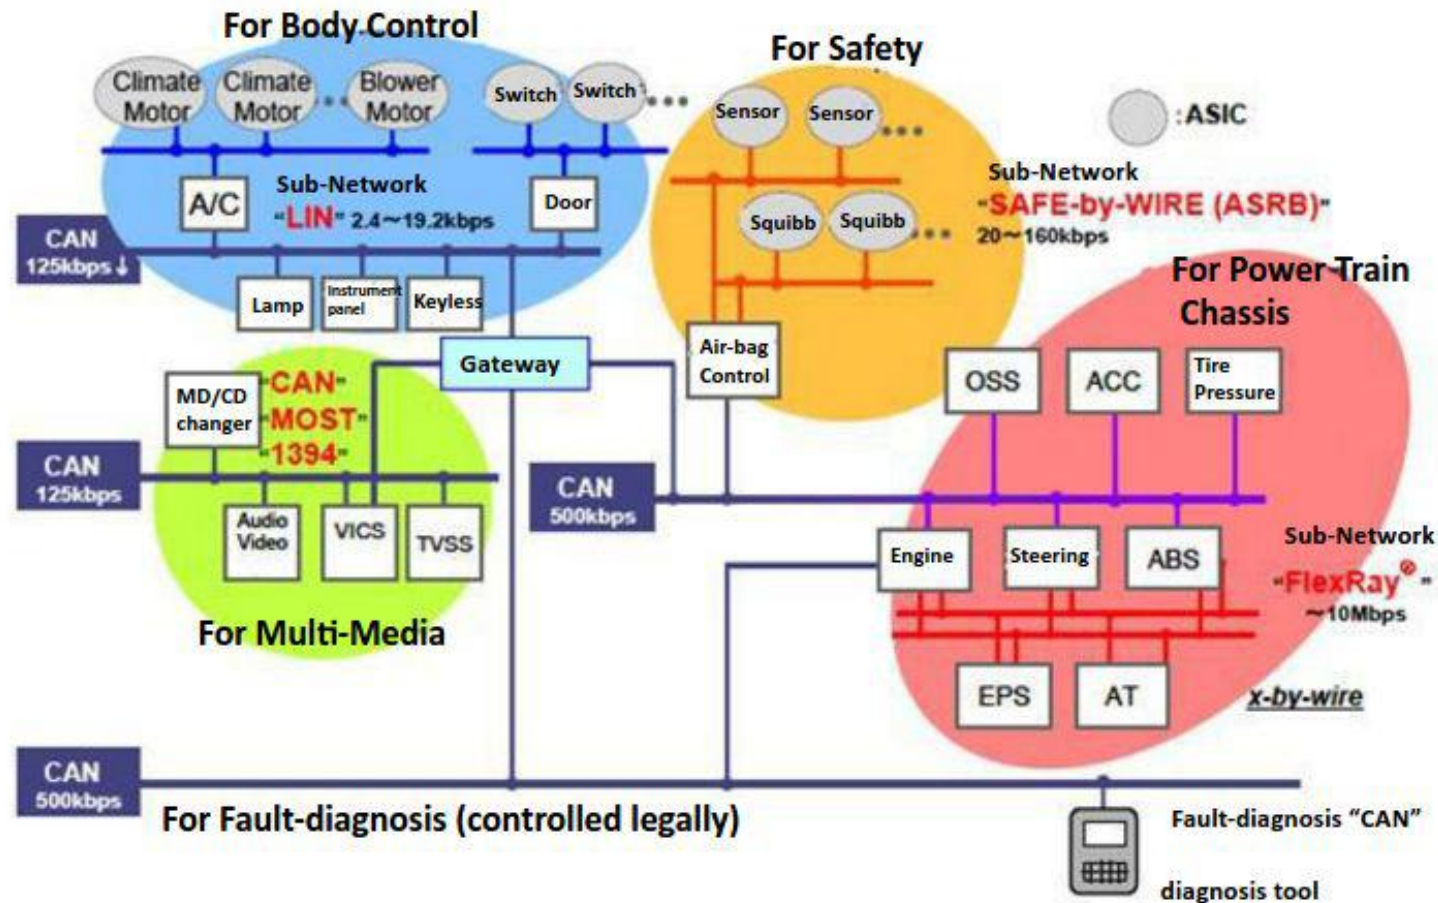 For Body Control
Climate
Motor
Climate
Motor
Blower
Motor
Switch
Switch
A/C
Sub-Network
"LIN" 2.4～19.2kbps
Door
CAN
125kbps↓
Lamp
Instrument
panel
Keyless
For Safety
Sensor
Sensor
:ASIC
Squibb
Squibb
Sub-Network
"SAFE-by-WIRE (ASRB)"
20～160kbps
Air-bag
Control
Gateway
MD/CD
changer
"CAN"
"MOST"
"1394"
CAN
125kbps
Audio
Video
VICS
TVSS
For Multi-Media
For Power Train
Chassis
OSS
ACC
Tire
Pressure
CAN
500kbps
Engine
Steering
ABS
Sub-Network
"FlexRay®"
～10Mbps
EPS
AT
x-by-wire
CAN
500kbps
For Fault-diagnosis (controlled legally)
Fault-diagnosis “CAN”
diagnosis tool